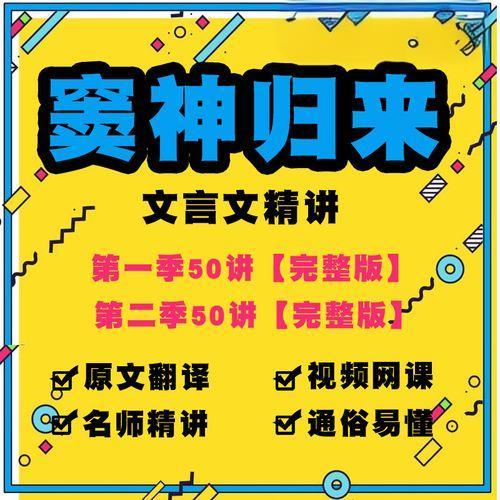 窦神归来
文言文精讲
第一季50讲【完整版】
第二季50讲【完整版】
原文翻译 视频网课
名师精讲 通俗易懂